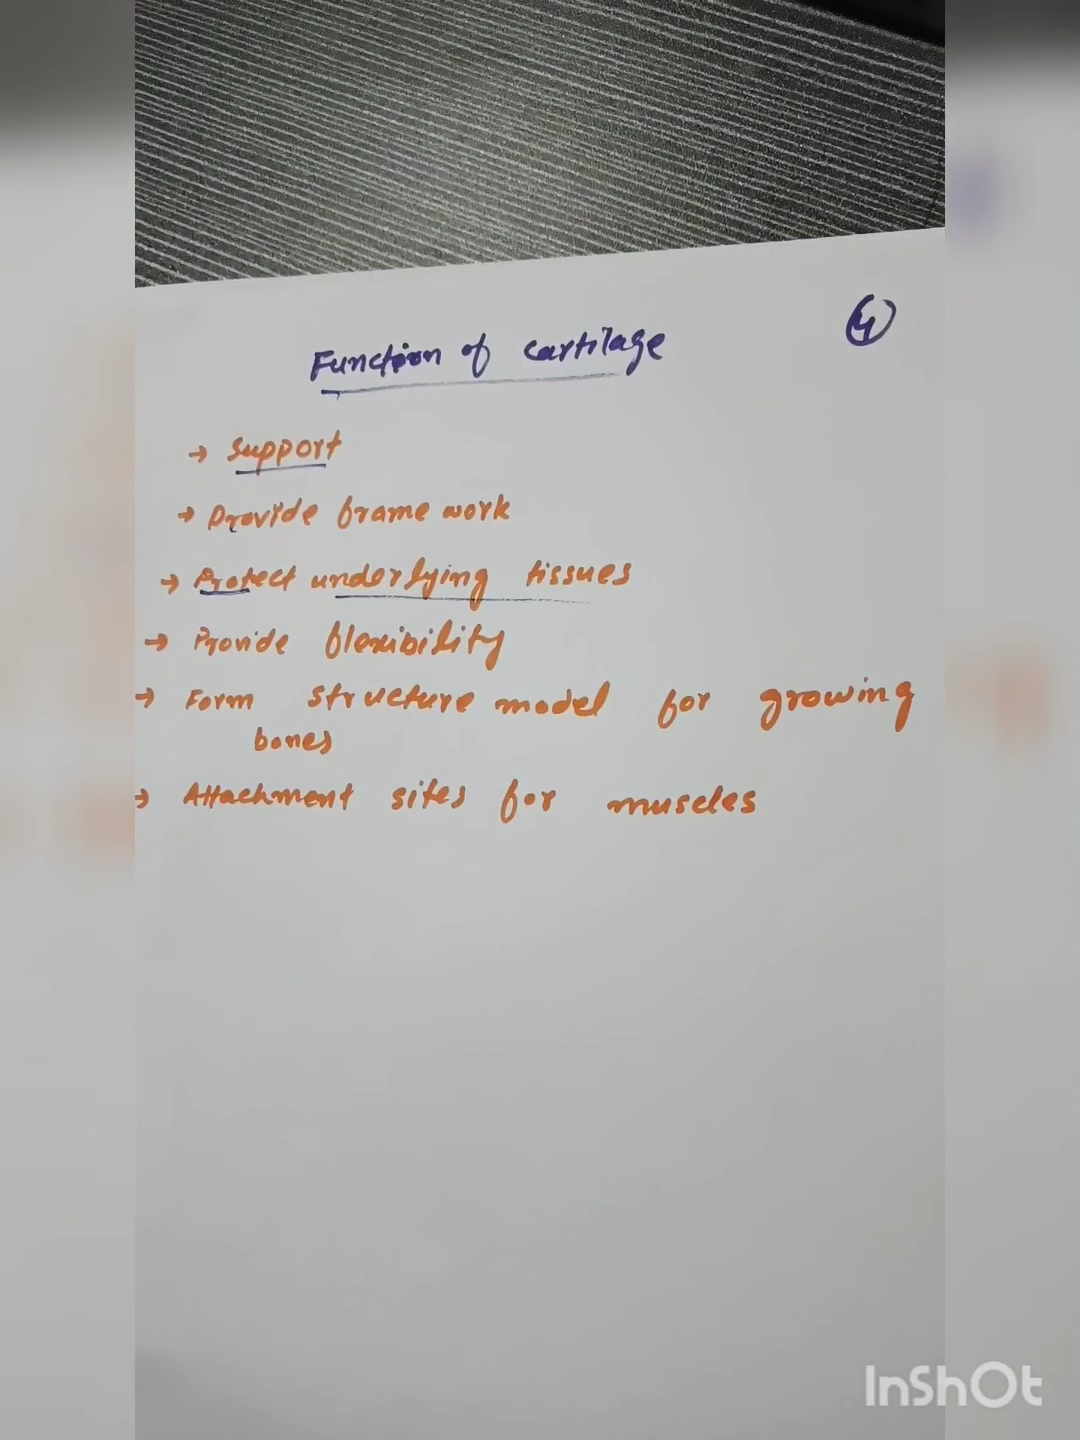 Function of cartilage
4
→ Support
→ Provide frame work
→ Protect underlying tissues
→ Provide flexibility
→ Form structure model for growing
bones
→ Attachment sites for muscles
InShOt